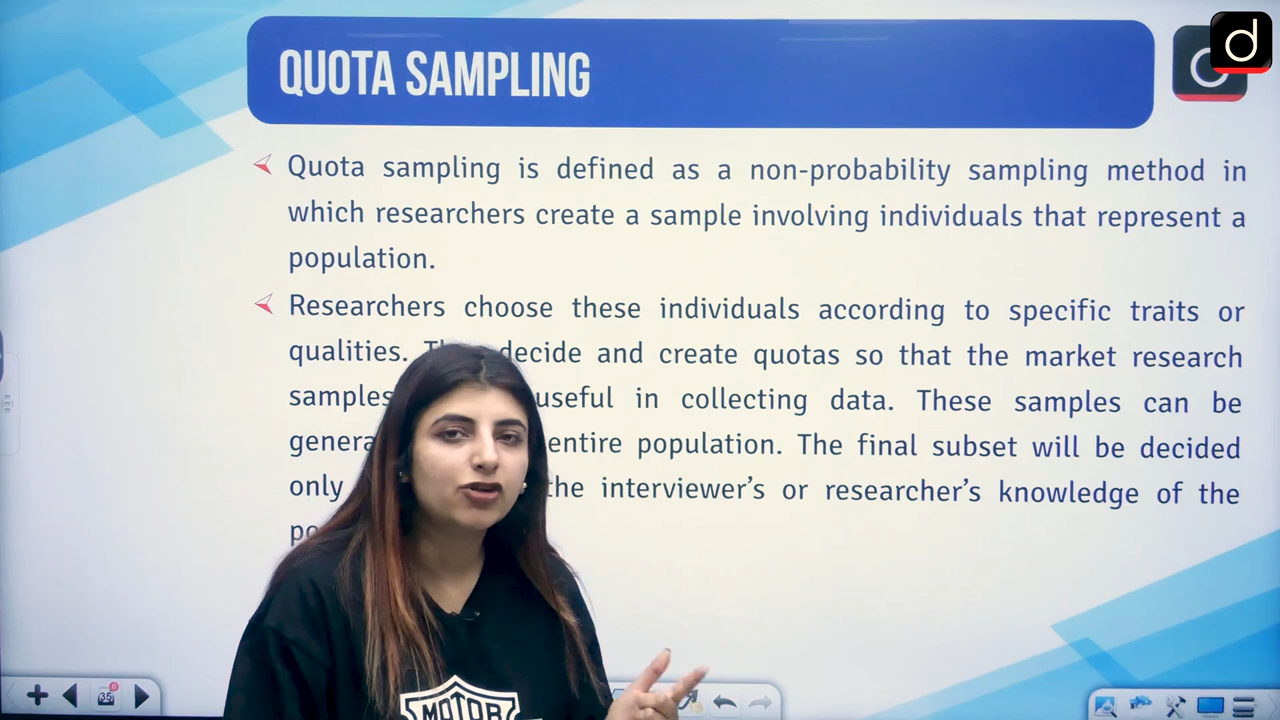 QUOTA SAMPLING
d
Quota sampling is defined as a non-probability sampling method in
which researchers create a sample involving individuals that represent a
population.
Researchers choose these individuals according to specific traits or
qualities. decide and create quotas so that the market research
samples useful in collecting data. These samples can be
entire population. The final subset will be decided
only the interviewer's or researcher's knowledge of the
35
MOTOR